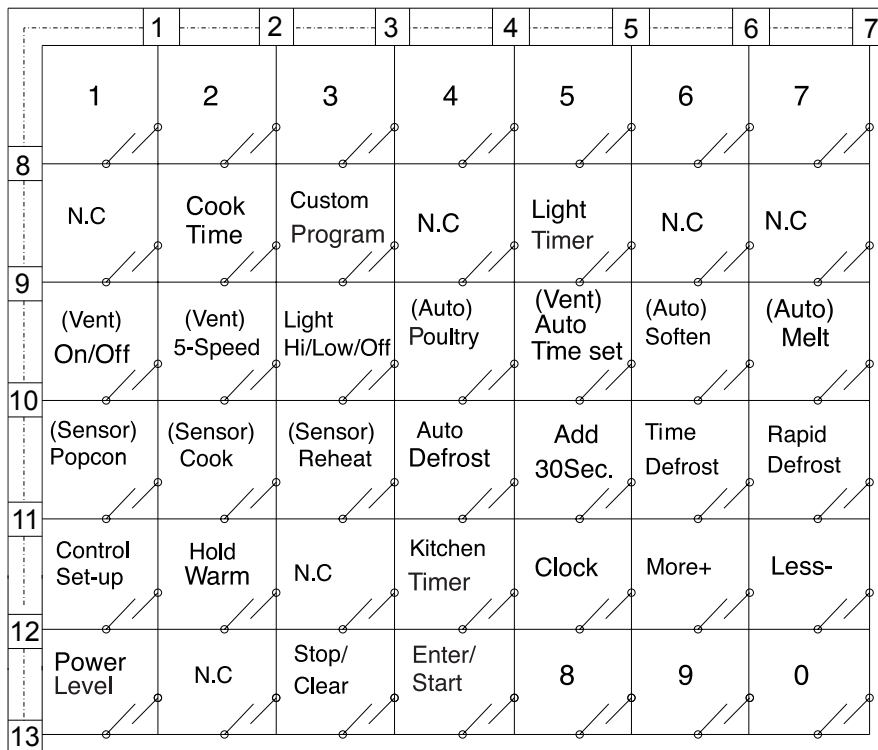 1 2 3 4 5 6 7
1 2 3 4 5 6 7
8
N.C Cook Time Custom Program N.C Light Timer N.C N.C
9
(Vent) On/Off (Vent) 5-Speed Light Hi/Low/Off (Auto) Poultry (Vent) Auto Time set (Auto) Soften (Auto) Melt
10
(Sensor) Popcon (Sensor) Cook (Sensor) Reheat Auto Defrost Add 30Sec. Time Defrost Rapid Defrost
11
Control Set-up Hold Warm N.C Kitchen Timer Clock More+ Less-
12
Power Level N.C Stop/ Clear Enter/ Start 8 9 0
13